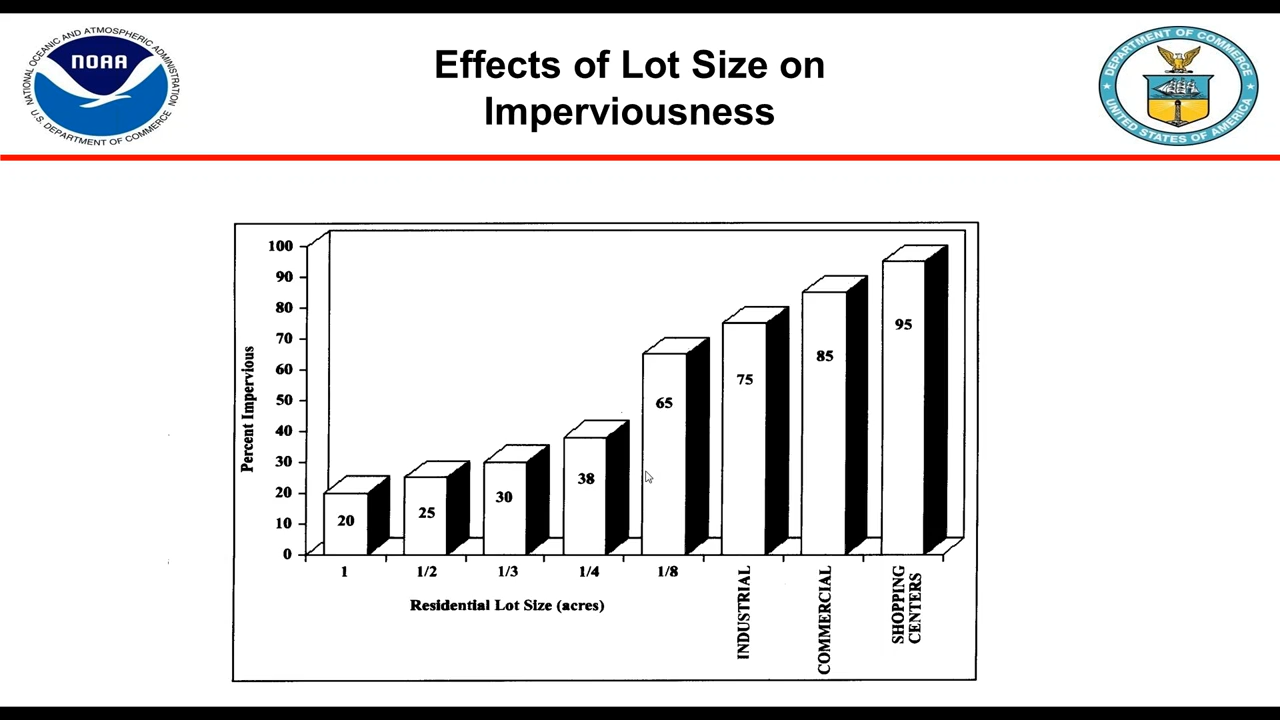 NATIONAL OCEANIC AND ATMOSPHERIC ADMINISTRATION
NOAA
U.S. DEPARTMENT OF COMMERCE
Effects of Lot Size on
Imperviousness
DEPARTMENT OF COMMERCE
UNITED STATES OF AMERICA
Percent Impervious
100
90
80
70
60
50
40
30
20
10
0
20
25
30
38
65
75
85
95
1
1/2
1/3
1/4
1/8
INDUSTRIAL
COMMERCIAL
SHOPPING
CENTERS
Residential Lot Size (acres)